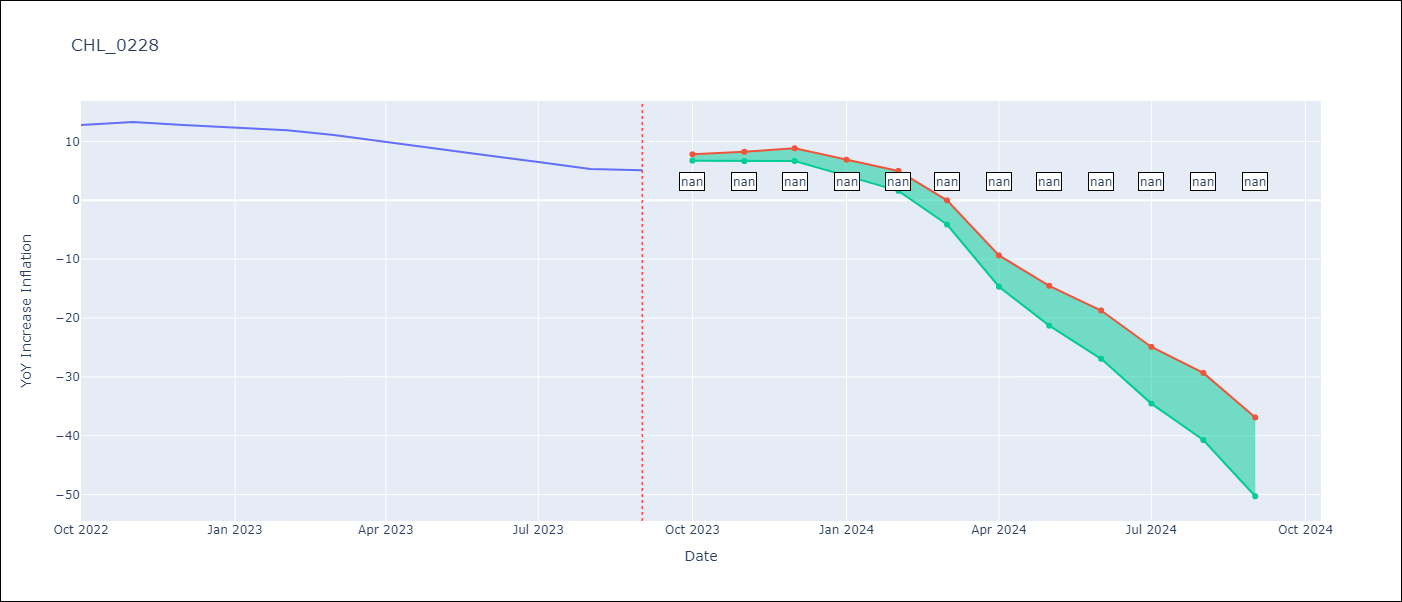 CHL_0228
YoY Increase Inflation
10
0
−10
−20
−30
−40
−50
nan nan nan nan nan nan nan nan nan nan nan nan
Oct 2022 Jan 2023 Apr 2023 Jul 2023 Oct 2023 Jan 2024 Apr 2024 Jul 2024 Oct 2024
Date